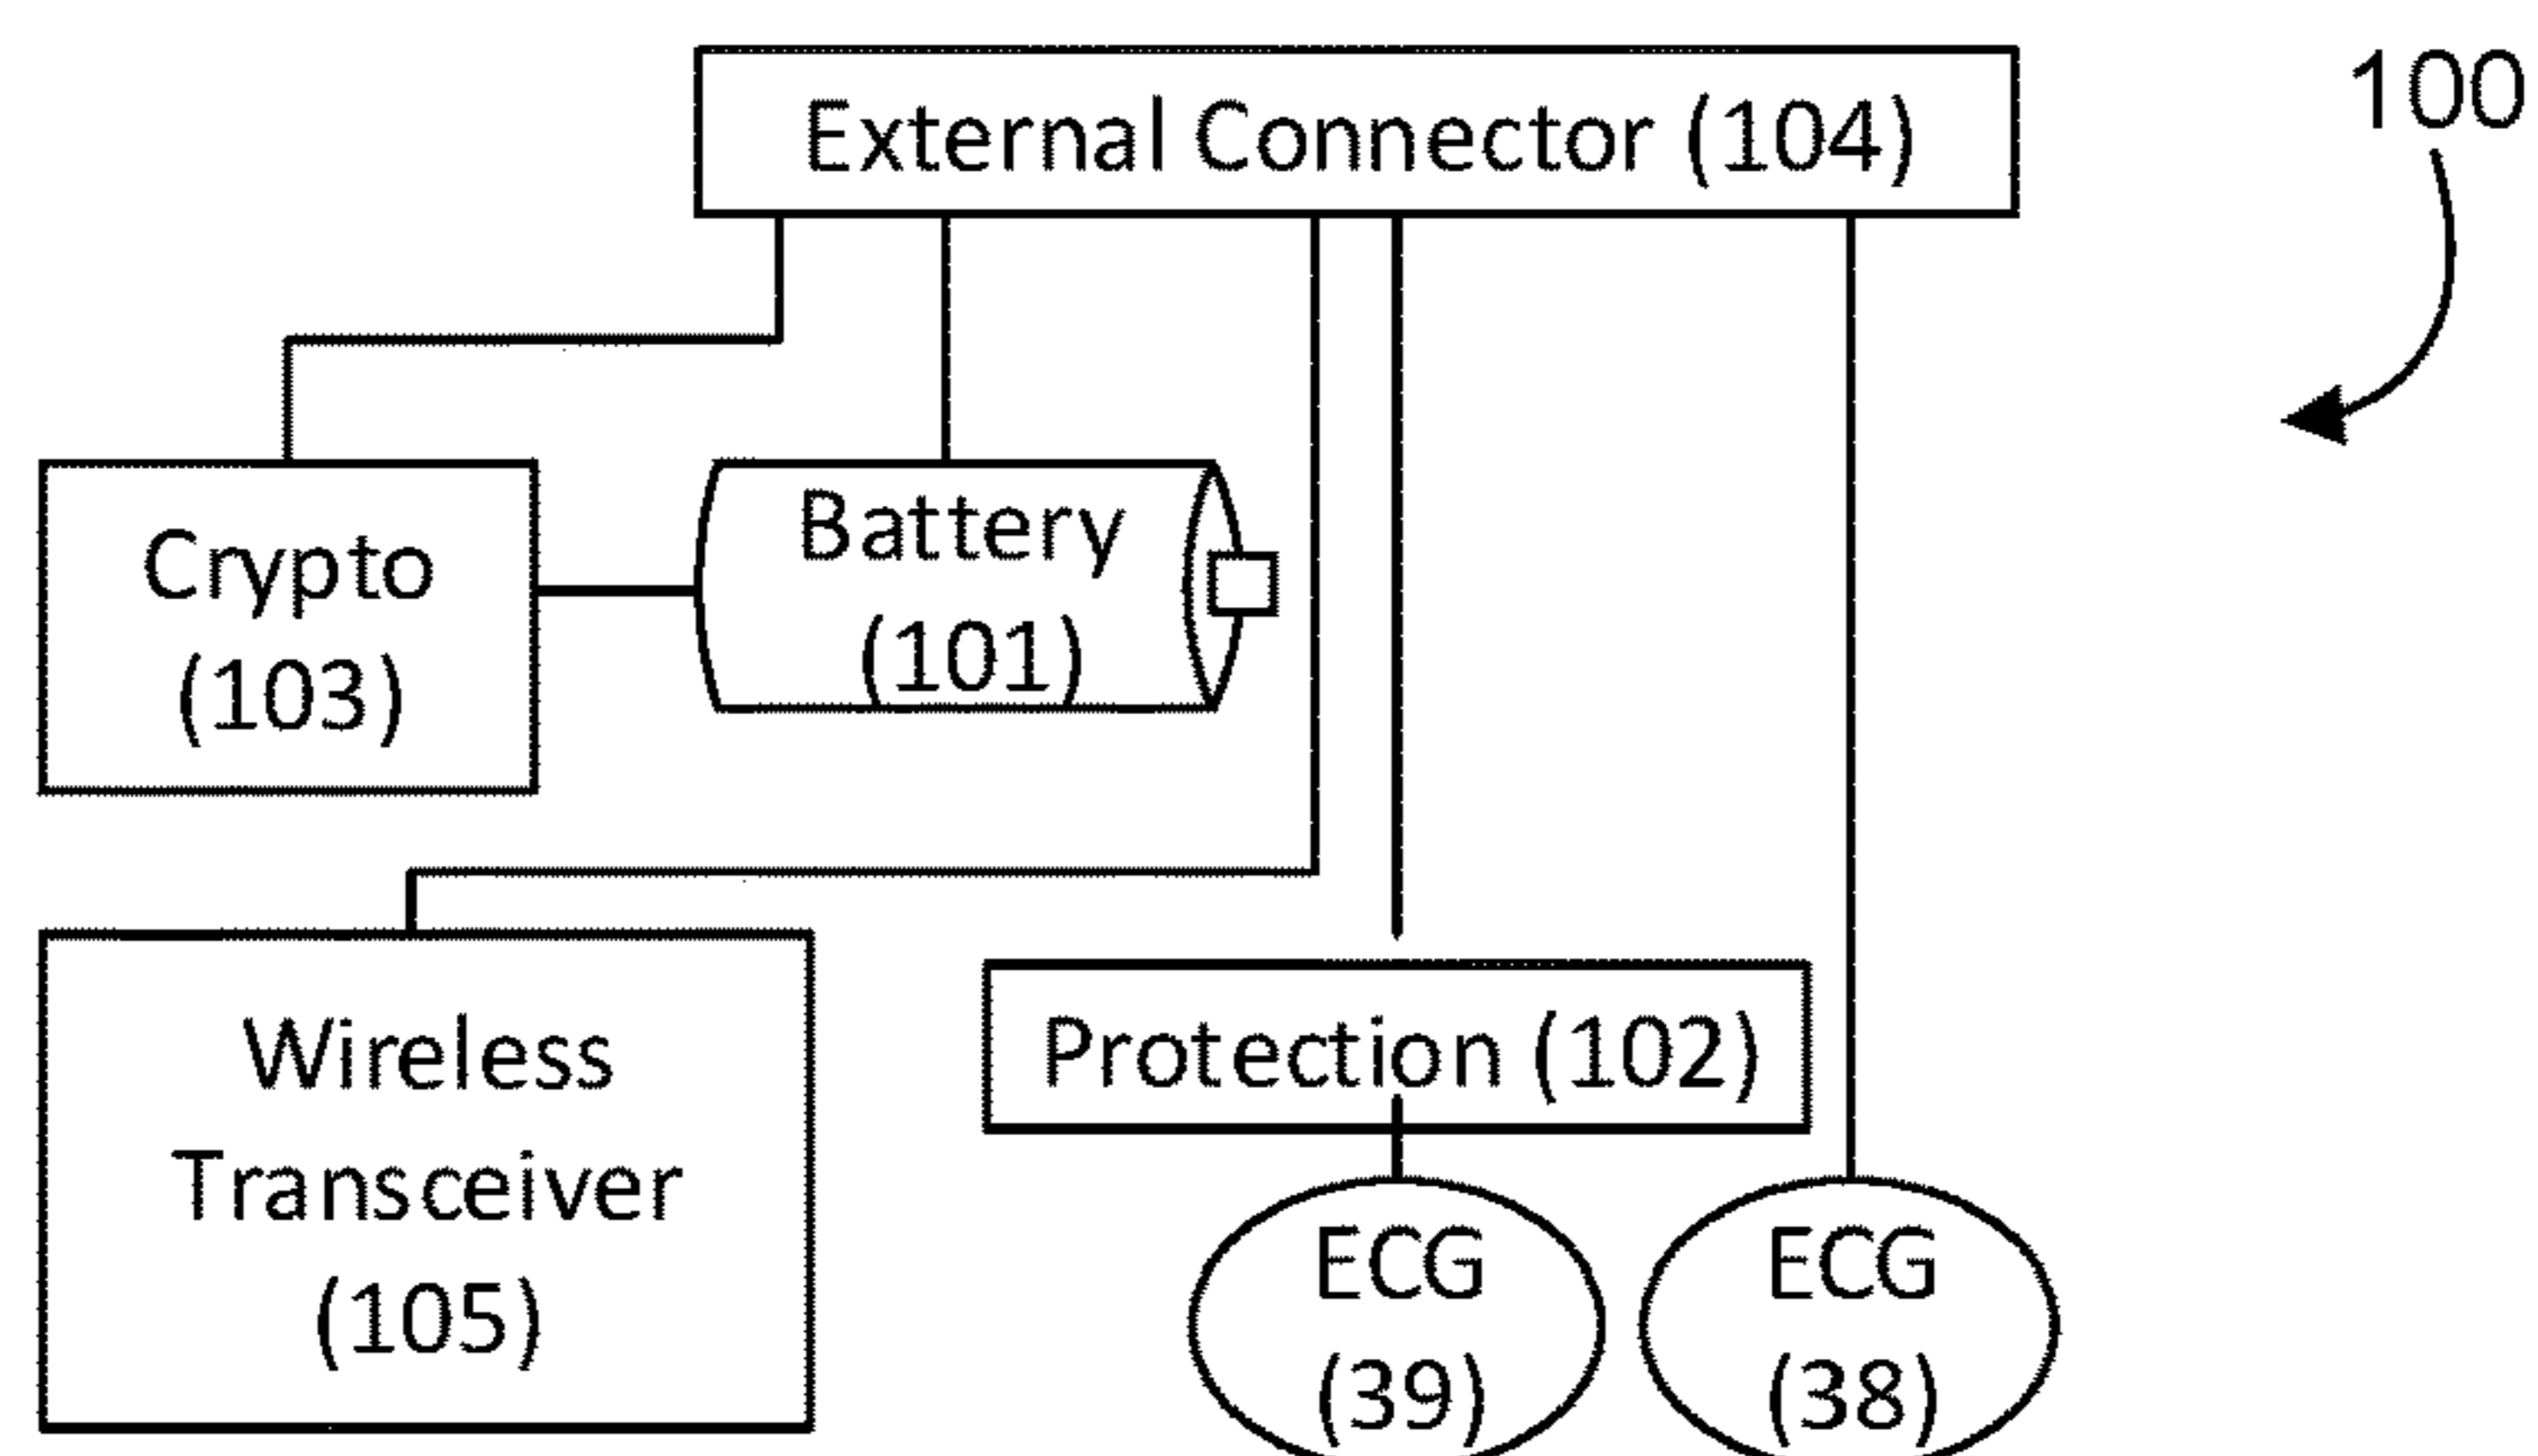 External Connector (104)
100
Crypto
(103)
Battery
(101)
Wireless
Transceiver
(105)
Protection (102)
ECG
(39)
ECG
(38)